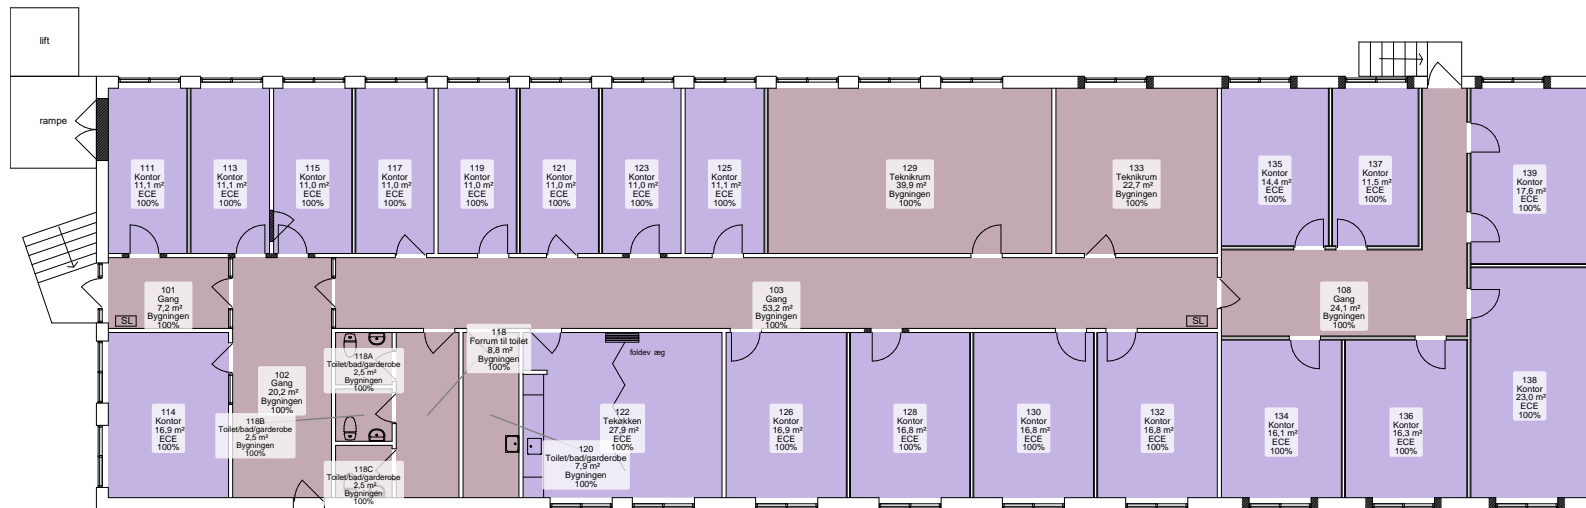 lift
rampe
111
Kontor
11,1 m²
ECE
100%
113
Kontor
11,1 m²
ECE
100%
115
Kontor
11,0 m²
ECE
100%
117
Kontor
11,0 m²
ECE
100%
119
Kontor
11,0 m²
ECE
100%
121
Kontor
11,0 m²
ECE
100%
123
Kontor
11,0 m²
ECE
100%
125
Kontor
11,1 m²
ECE
100%
129
Teknikrum
39,9 m²
Bygningen
100%
133
Teknikrum
22,7 m²
Bygningen
100%
135
Kontor
14,4 m²
ECE
100%
137
Kontor
11,5 m²
ECE
100%
139
Kontor
17,6 m²
ECE
100%
101
Gang
7,2 m²
Bygningen
100%
SL
103
Gang
53,2 m²
Bygningen
100%
SL
108
Gang
24,1 m²
Bygningen
100%
114
Kontor
16,9 m²
ECE
100%
102
Gang
20,2 m²
Bygningen
100%
118A
Toilet/bad/garderobe
2,5 m²
Bygningen
100%
118B
Toilet/bad/garderobe
2,5 m²
Bygningen
100%
118C
Toilet/bad/garderobe
2,5 m²
Bygningen
100%
118
Forrum til toilet
8,8 m²
Bygningen
100%
120
Toilet/bad/garderobe
7,9 m²
Bygningen
100%
foldev æg
122
Tekøkken
27,9 m²
ECE
100%
126
Kontor
16,9 m²
ECE
100%
128
Kontor
16,8 m²
ECE
100%
130
Kontor
16,8 m²
ECE
100%
132
Kontor
16,8 m²
ECE
100%
134
Kontor
16,1 m²
ECE
100%
136
Kontor
16,3 m²
ECE
100%
138
Kontor
23,0 m²
ECE
100%